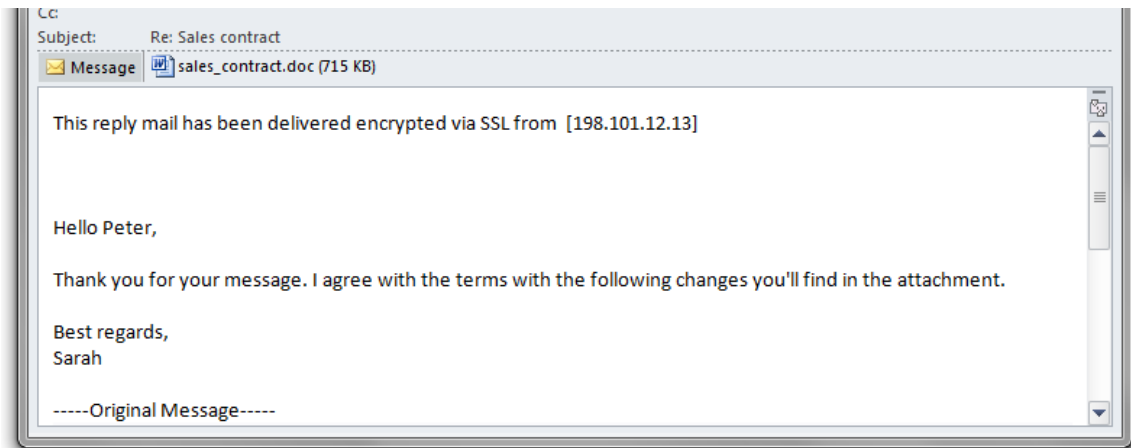 Cc:
Subject: Re: Sales contract
Message sales_contract.doc (715 KB)
This reply mail has been delivered encrypted via SSL from [198.101.12.13]
Hello Peter,
Thank you for your message. I agree with the terms with the following changes you'll find in the attachment.
Best regards,
Sarah
-----Original Message-----